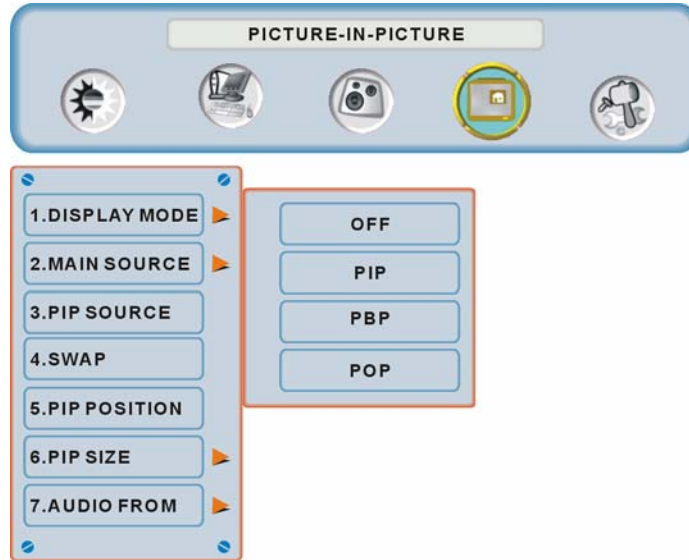 PICTURE-IN-PICTURE
1.DISPLAY MODE
2.MAIN SOURCE
3.PIP SOURCE
4.SWAP
5.PIP POSITION
6.PIP SIZE
7.AUDIO FROM
OFF
PIP
PBP
POP